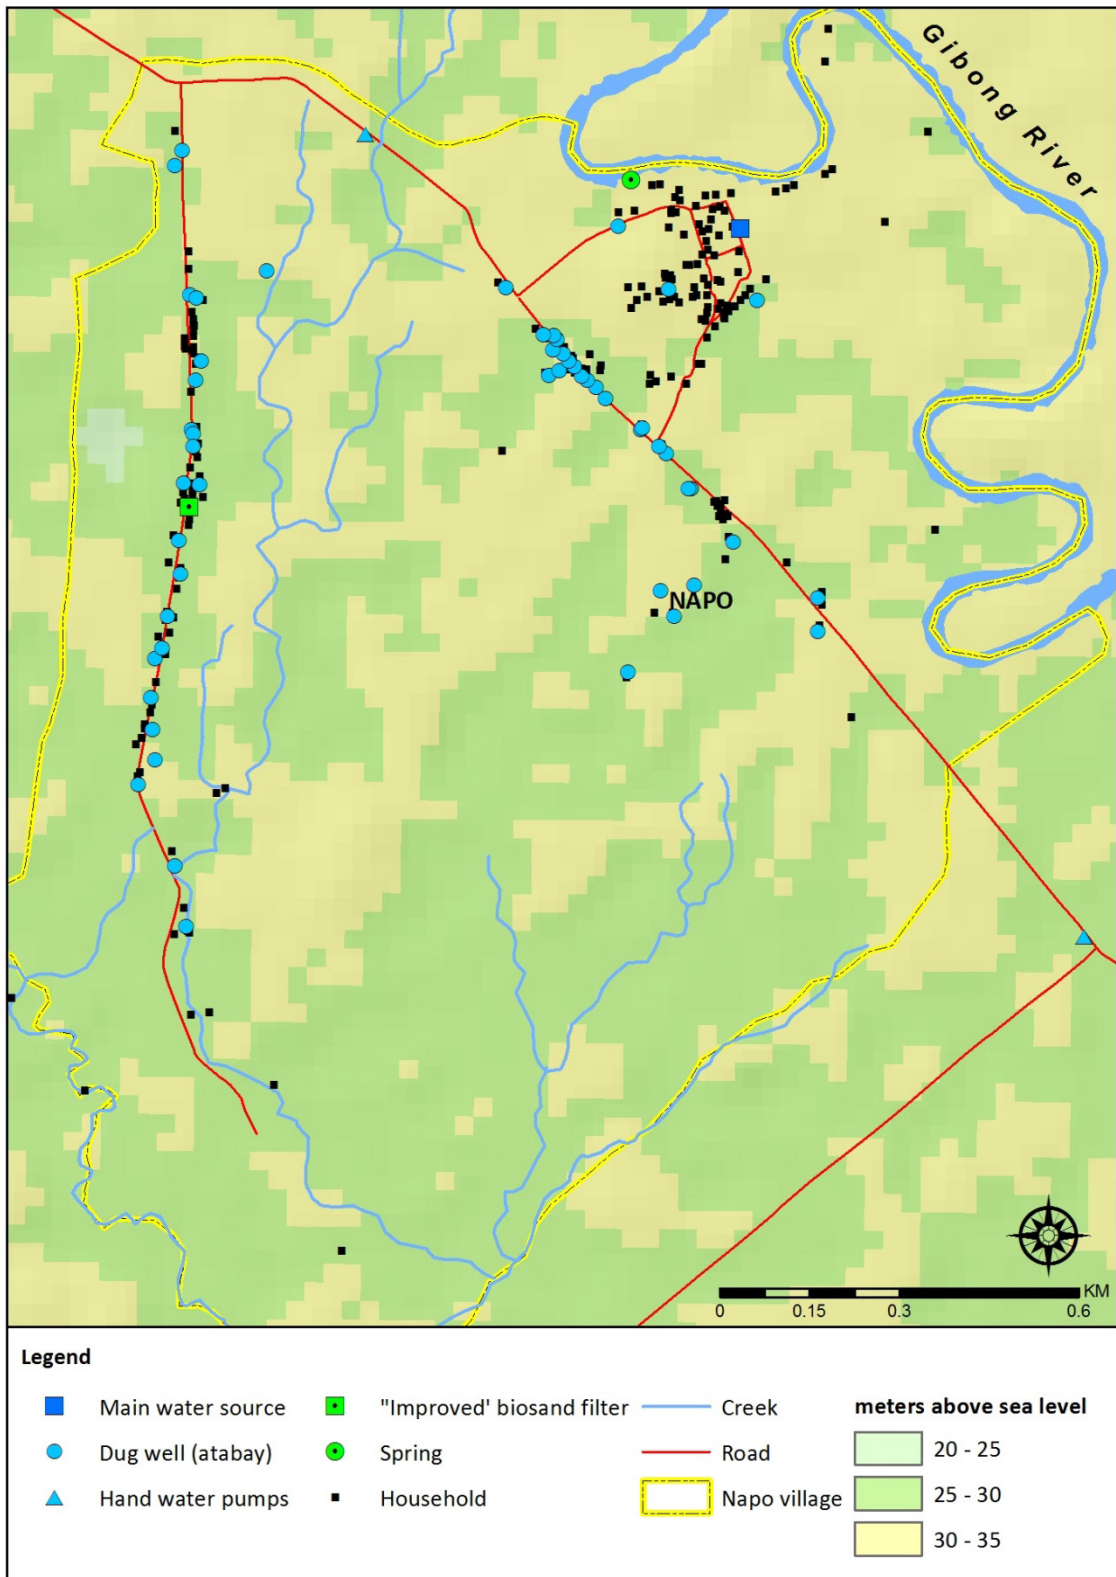 Gibong River
NAPO
KM
0 0.15 0.3 0.6
Legend
Main water source
"Improved' biosand filter
Creek
meters above sea level
Dug well (atabay)
Spring
Road
20 - 25
Hand water pumps
Household
Napo village
25 - 30
30 - 35